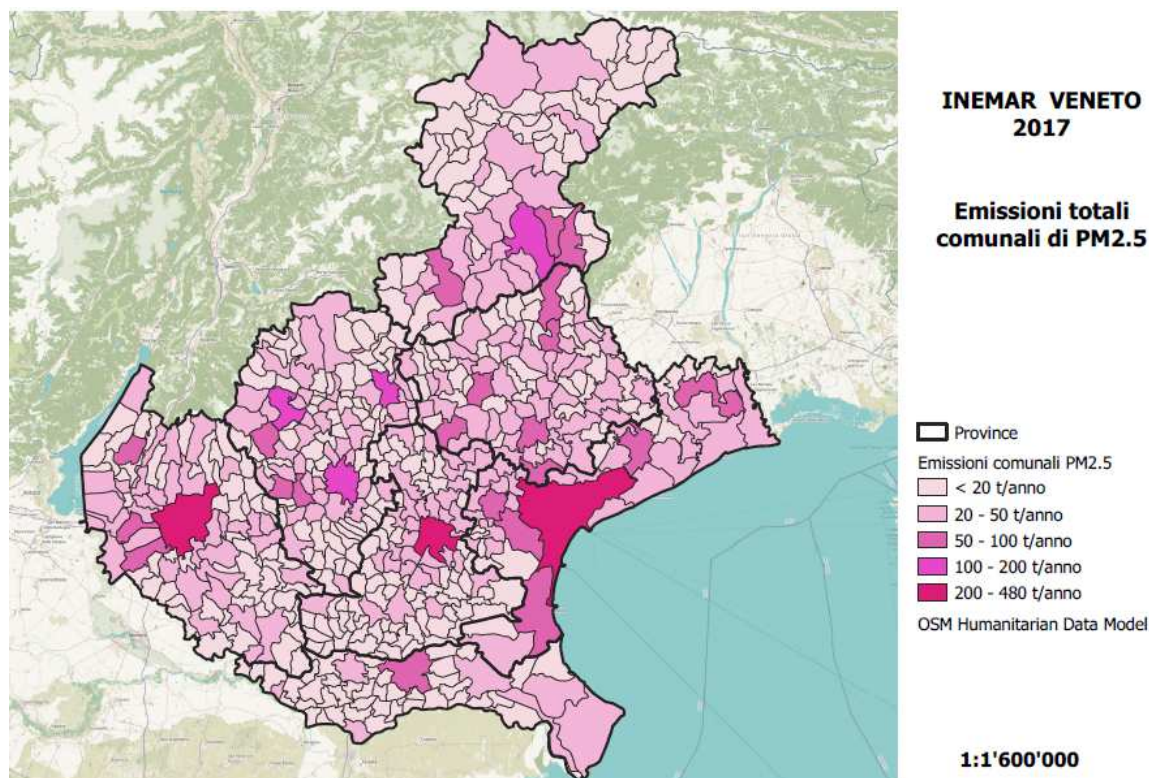 INEMAR VENETO
2017
Emissioni totali
comunali di PM2.5
Province
Emissioni comunali PM2.5
< 20 t/anno
20 - 50 t/anno
50 - 100 t/anno
100 - 200 t/anno
200 - 480 t/anno
OSM Humanitarian Data Model
1:1'600'000